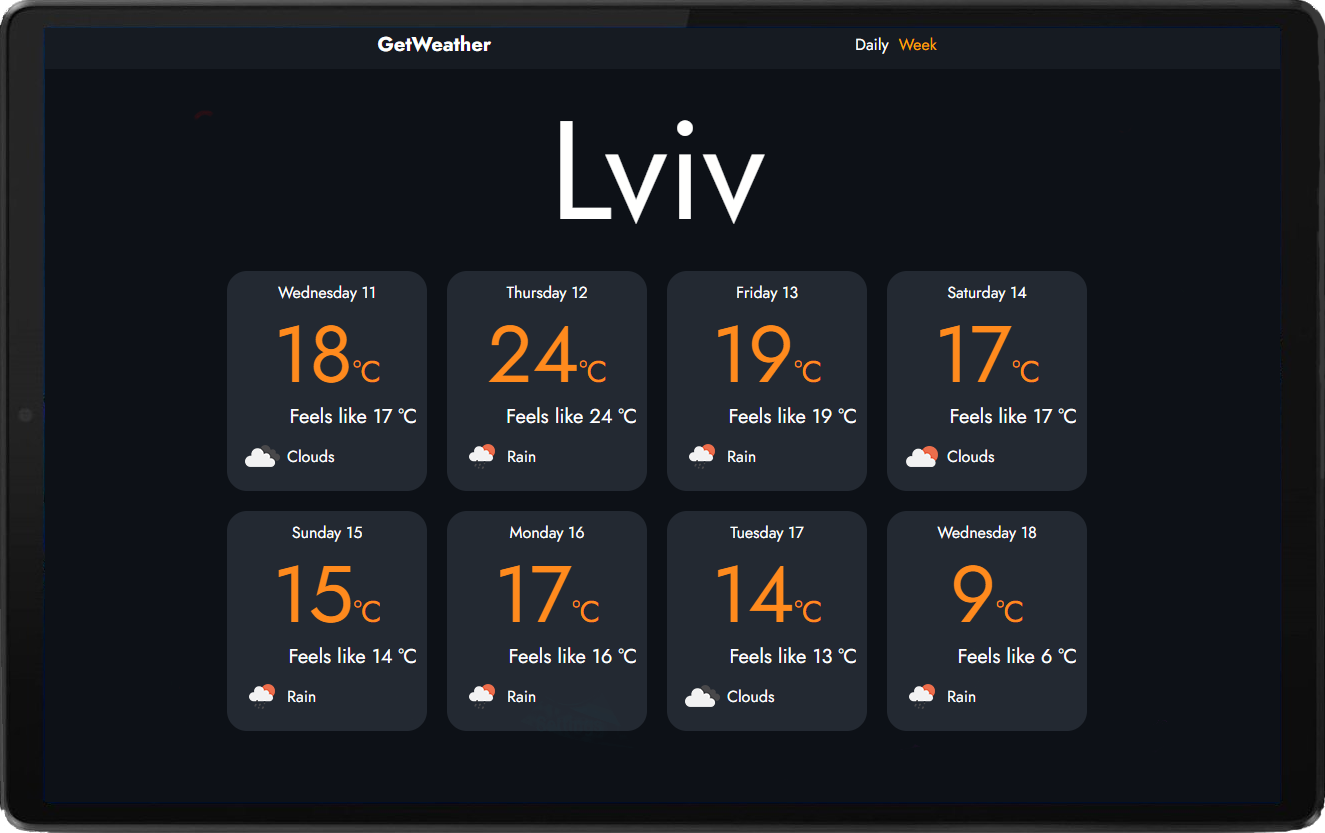 GetWeather
Daily Week
Lviv
Wednesday 11
18°C
Feels like 17 °C
Clouds
Thursday 12
24°C
Feels like 24 °C
Rain
Friday 13
19°C
Feels like 19 °C
Rain
Saturday 14
17°C
Feels like 17 °C
Clouds
Sunday 15
15°C
Feels like 14 °C
Rain
Monday 16
17°C
Feels like 16 °C
Rain
Tuesday 17
14°C
Feels like 13 °C
Clouds
Wednesday 18
9°C
Feels like 6 °C
Rain